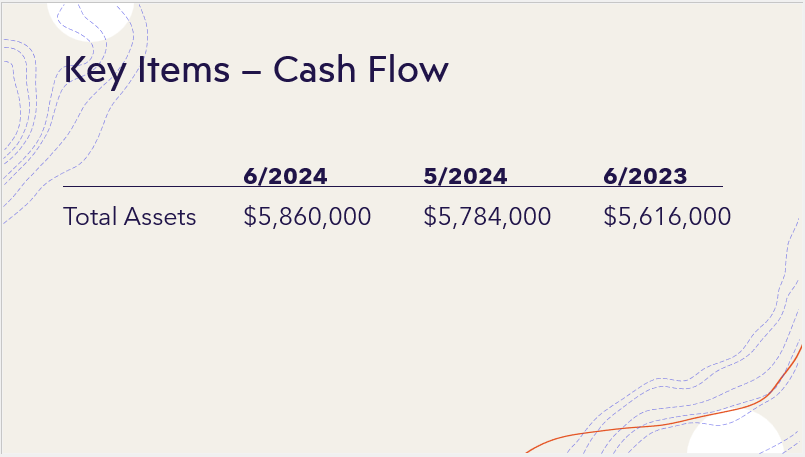 Key Items – Cash Flow
6/2024 5/2024 6/2023
Total Assets $5,860,000 $5,784,000 $5,616,000